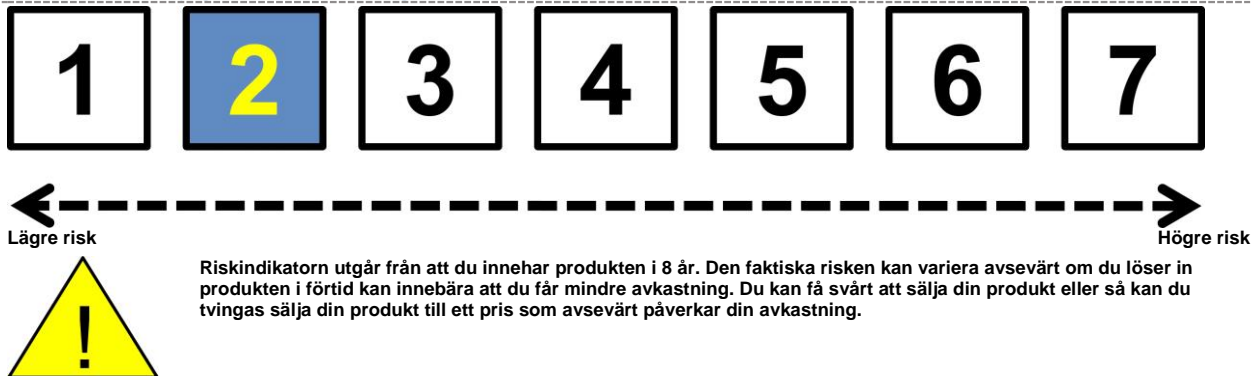 1 2 3 4 5 6 7
Lägre risk Högre risk
Riskindikatorn utgår från att du innehar produkten i 8 år. Den faktiska risken kan variera avsevärt om du löser in
produkten i förtid kan innebära att du får mindre avkastning. Du kan få svårt att sälja din produkt eller så kan du
tvingas sälja din produkt till ett pris som avsevärt påverkar din avkastning.
!